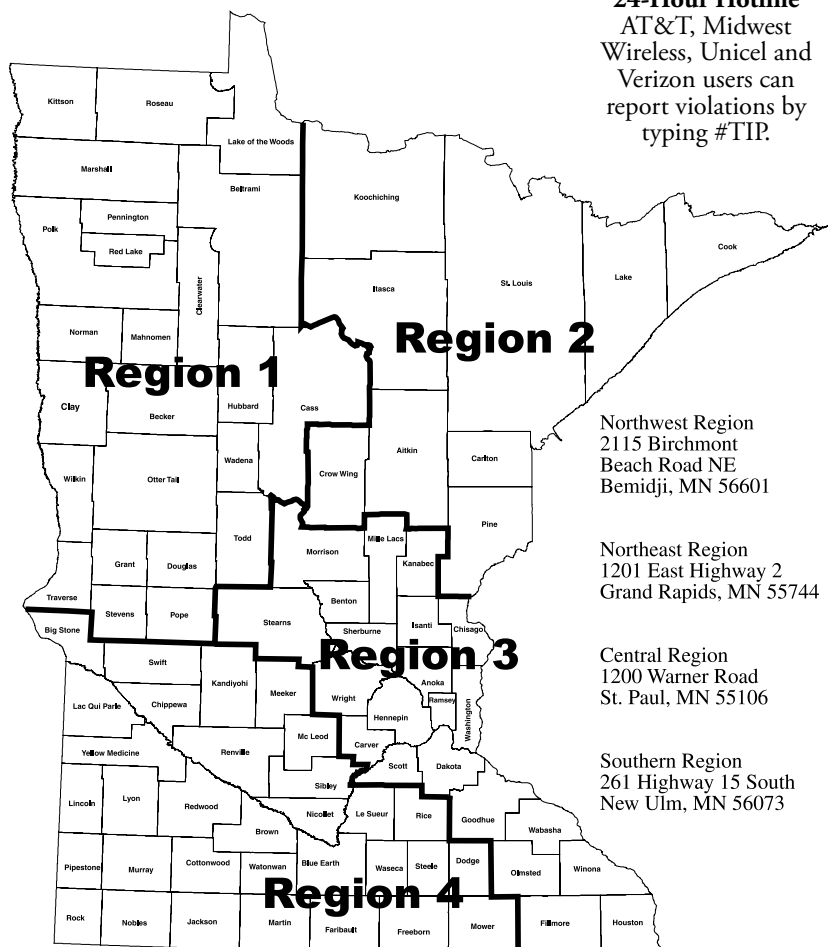 24-Hour Hotline
AT&T, Midwest
Wireless, Unicel and
Verizon users can
report violations by
typing #TIP.
Kittson
Roseau
Lake of the Woods
Marshall
Beltrami
Koochiching
Pennington
Polk
Red Lake
Clearwater
Itasca
St. Louis
Lake
Cook
Norman
Mahnomen
Region 1
Region 2
Clay
Becker
Hubbard
Cass
Wadena
Crow Wing
Aitkin
Carlton
Wilkin
Otter Tail
Todd
Morrison
Mille Lacs
Kanabec
Pine
Grant
Douglas
Traverse
Stevens
Pope
Stearns
Benton
Isanti
Chisago
Big Stone
Sherburne
Region 3
Swift
Kandiyohi
Meeker
Wright
Anoka
Ramsey
Washington
Lac Qui Parle
Chippewa
Hennepin
Mc Leod
Carver
Yellow Medicine
Renville
Scott
Dakota
Sibley
Lincoln
Lyon
Redwood
Nicollet
Le Sueur
Rice
Goodhue
Wabasha
Brown
Pipestone
Murray
Cottonwood
Watonwan
Blue Earth
Waseca
Steele
Dodge
Olmsted
Winona
Region 4
Rock
Nobles
Jackson
Martin
Faribault
Freeborn
Mower
Fillmore
Houston
Northwest Region
2115 Birchmont
Beach Road NE
Bemidji, MN 56601
Northeast Region
1201 East Highway 2
Grand Rapids, MN 55744
Central Region
1200 Warner Road
St. Paul, MN 55106
Southern Region
261 Highway 15 South
New Ulm, MN 56073